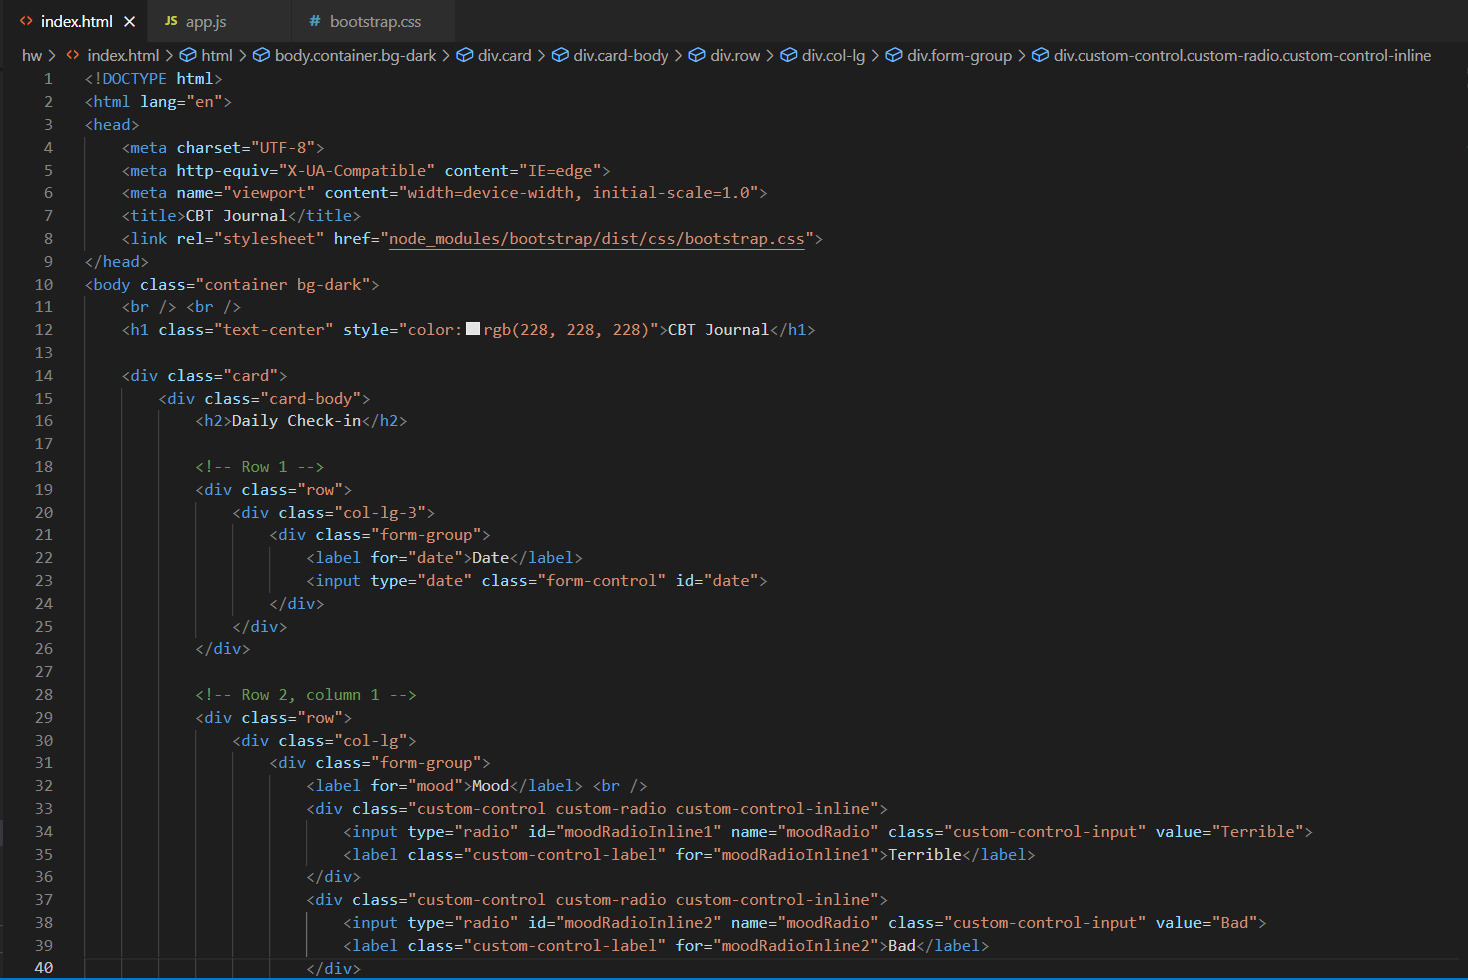 <> index.html × JS app.js # bootstrap.css
hw > <> index.html > html > body.container.bg-dark > div.card > div.card-body > div.row > div.col-lg > div.form-group > div.custom-control.custom-radio.custom-control-inline
1 <!DOCTYPE html>
2 <html lang="en">
3 <head>
4 <meta charset="UTF-8">
5 <meta http-equiv="X-UA-Compatible" content="IE=edge">
6 <meta name="viewport" content="width=device-width, initial-scale=1.0">
7 <title>CBT Journal</title>
8 <link rel="stylesheet" href="node_modules/bootstrap/dist/css/bootstrap.css">
9 </head>
10 <body class="container bg-dark">
11 <br /> <br />
12 <h1 class="text-center" style="color:rgb(228, 228, 228)">CBT Journal</h1>
13
14 <div class="card">
15 <div class="card-body">
16 <h2>Daily Check-in</h2>
17
18 <!-- Row 1 -->
19 <div class="row">
20 <div class="col-lg-3">
21 <div class="form-group">
22 <label for="date">Date</label>
23 <input type="date" class="form-control" id="date">
24 </div>
25 </div>
26 </div>
27
28 <!-- Row 2, column 1 -->
29 <div class="row">
30 <div class="col-lg">
31 <div class="form-group">
32 <label for="mood">Mood</label> <br />
33 <div class="custom-control custom-radio custom-control-inline">
34 <input type="radio" id="moodRadioInline1" name="moodRadio" class="custom-control-input" value="Terrible">
35 <label class="custom-control-label" for="moodRadioInline1">Terrible</label>
36 </div>
37 <div class="custom-control custom-radio custom-control-inline">
38 <input type="radio" id="moodRadioInline2" name="moodRadio" class="custom-control-input" value="Bad">
39 <label class="custom-control-label" for="moodRadioInline2">Bad</label>
40 </div>